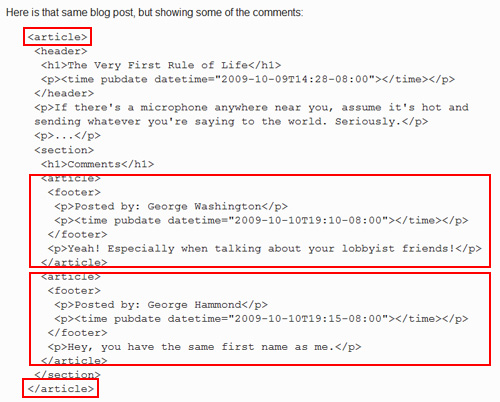 Here is that same blog post, but showing some of the comments:
<article>
<header>
<h1>The Very First Rule of Life</h1>
<p><time pubdate datetime="2009-10-09T14:28-08:00"></time></p>
</header>
<p>If there's a microphone anywhere near you, assume it's hot and
sending whatever you're saying to the world. Seriously.</p>
<p>...</p>
<section>
<h1>Comments</h1>
<article>
<footer>
<p>Posted by: George Washington</p>
<p><time pubdate datetime="2009-10-10T19:10-08:00"></time></p>
</footer>
<p>Yeah! Especially when talking about your lobbyist friends!</p>
</article>
<article>
<footer>
<p>Posted by: George Hammond</p>
<p><time pubdate datetime="2009-10-10T19:15-08:00"></time></p>
</footer>
<p>Hey, you have the same first name as me.</p>
</article>
</section>
</article>